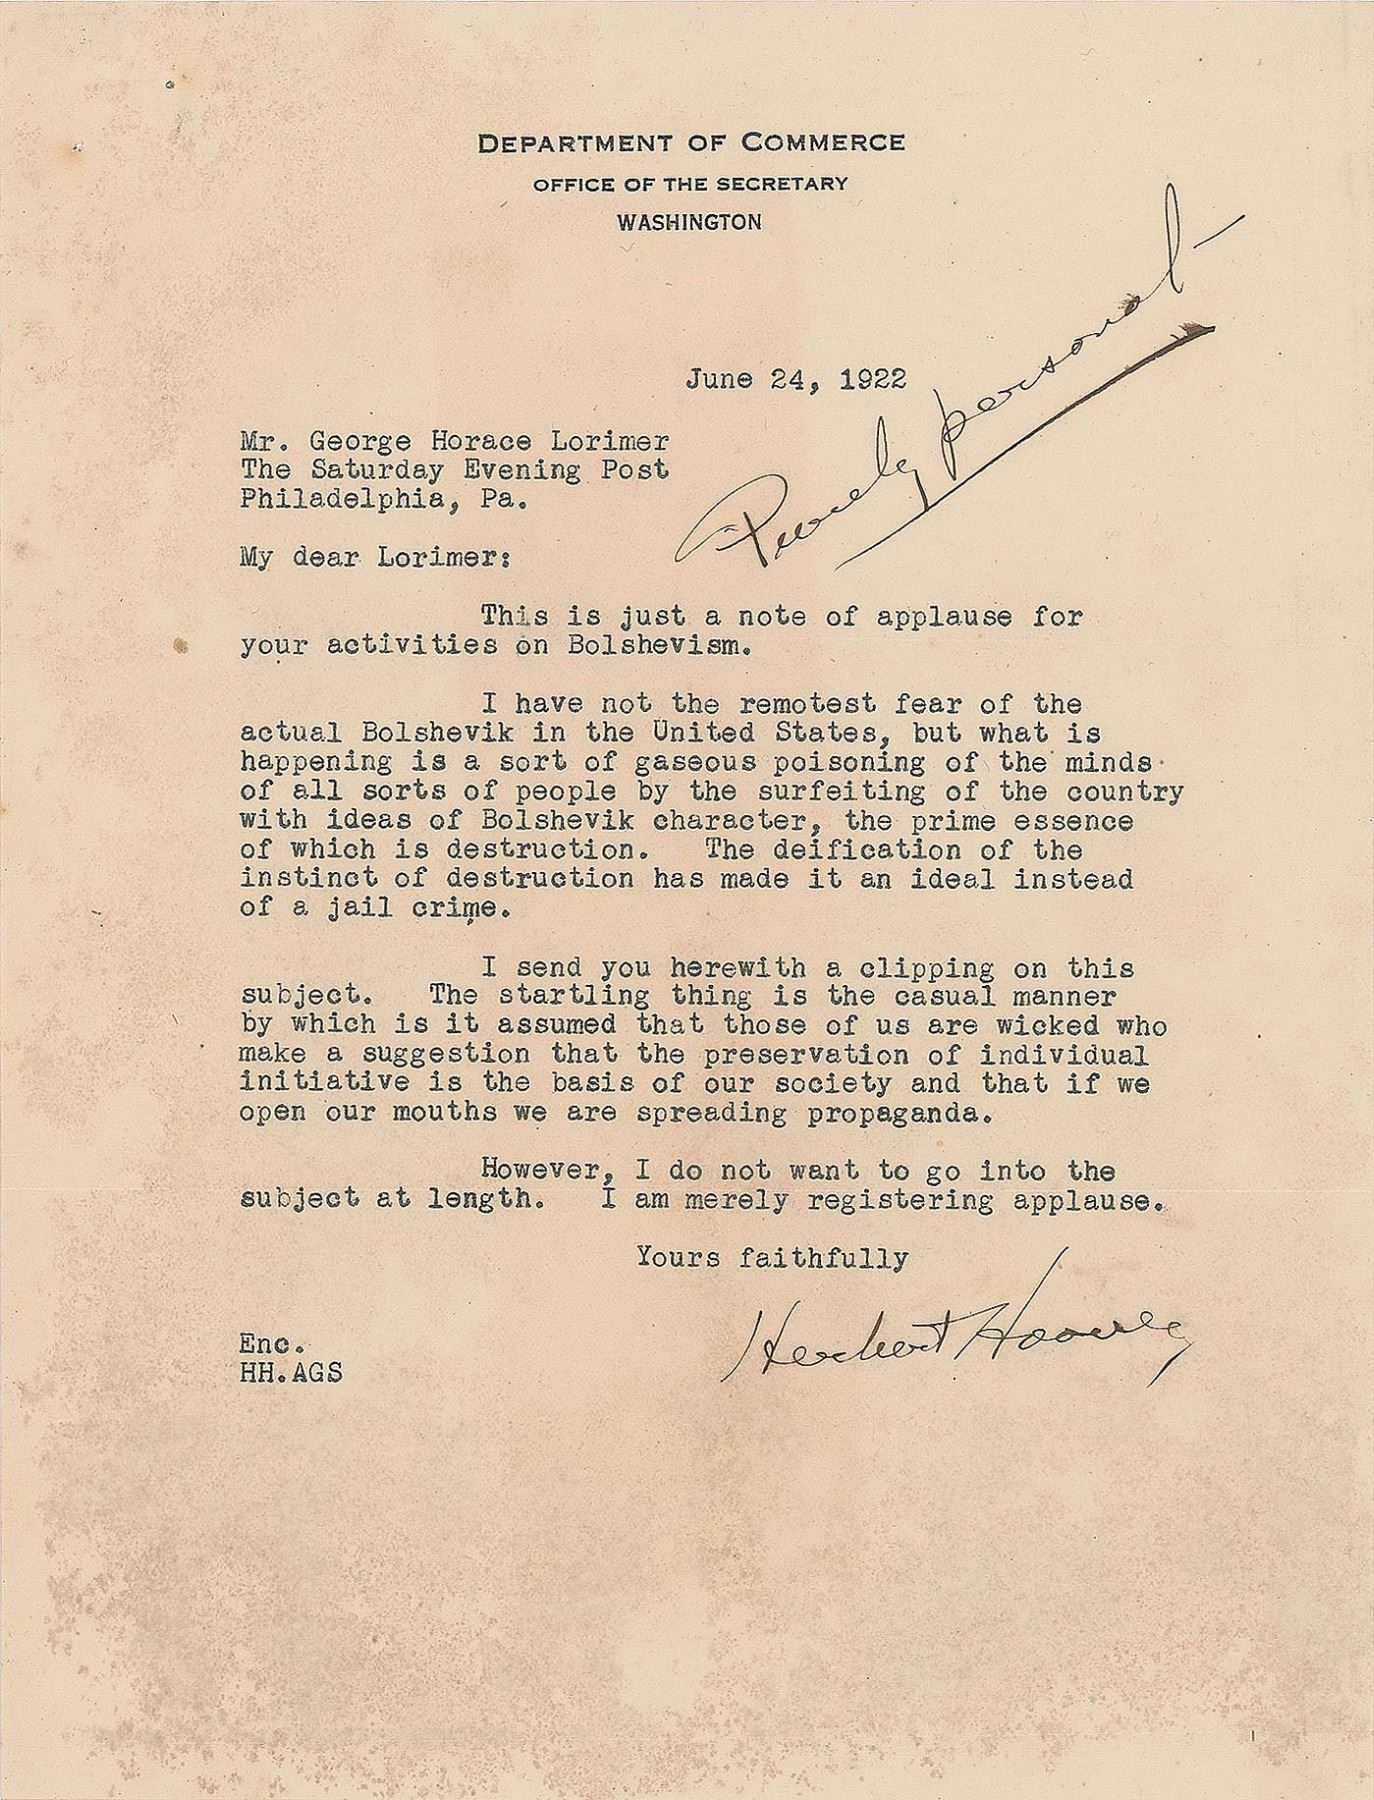 DEPARTMENT OF COMMERCE
OFFICE OF THE SECRETARY
WASHINGTON
Purely personal
June 24, 1922
Mr. George Horace Lorimer
The Saturday Evening Post
Philadelphia, Pa.
My dear Lorimer:
This is just a note of applause for
your activities on Bolshevism.
I have not the remotest fear of the
actual Bolshevik in the United States, but what is
happening is a sort of gaseous poisoning of the minds
of all sorts of people by the surfeiting of the country
with ideas of Bolshevik character, the prime essence
of which is destruction. The deification of the
instinct of destruction has made it an ideal instead
of a jail crime.
I send you herewith a clipping on this
subject. The startling thing is the casual manner
by which is it assumed that those of us are wicked who
make a suggestion that the preservation of individual
initiative is the basis of our society and that if we
open our mouths we are spreading propaganda.
However, I do not want to go into the
subject at length. I am merely registering applause.
Yours faithfully
Herbert Hoover
Enc.
HH.AGS